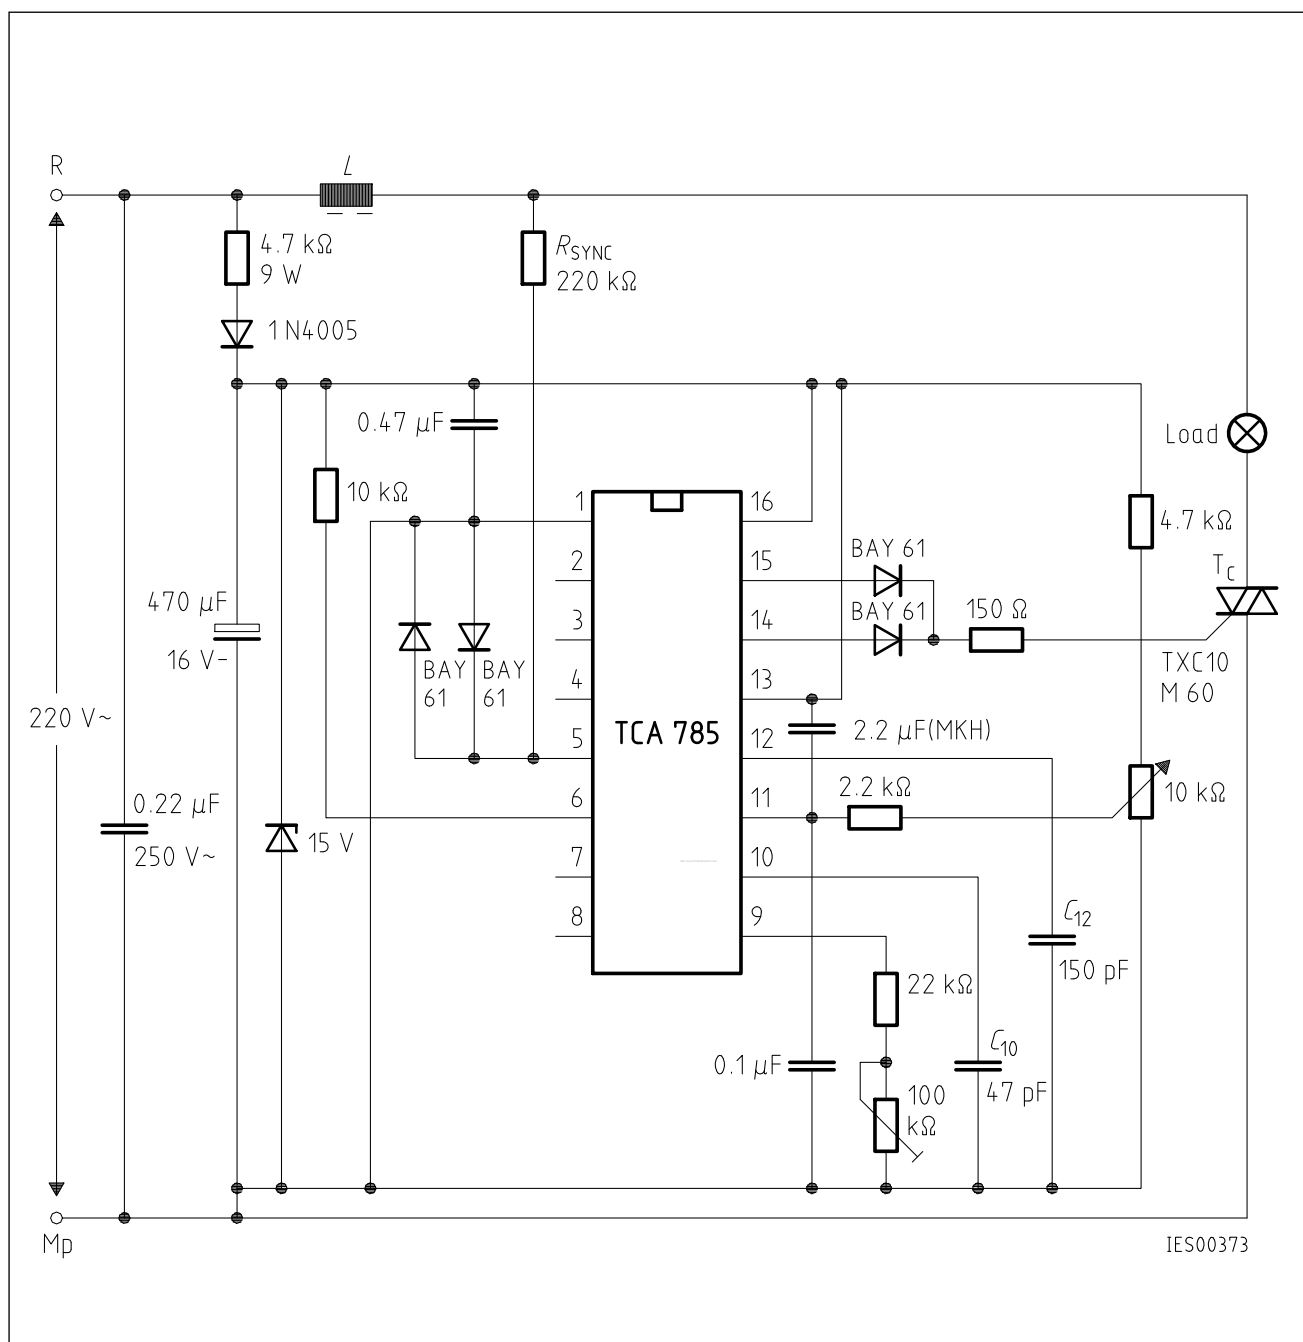 R
L
4.7 kΩ
9 W
R SYNC
220 kΩ
1N4005
0.47 µF
Load
10 kΩ
1
16
4.7 kΩ
2
15
BAY 61
T C
470 µF
16 V-
3
14
BAY 61
150 Ω
BAY
61
BAY
61
TXC10
M 60
4
13
220 V~
5
TCA 785
12
2.2 µF(MKH)
0.22 µF
250 V~
15 V
6
11
2.2 kΩ
10 kΩ
7
10
8
9
C 12
150 pF
22 kΩ
0.1 µF
C 10
47 pF
100
kΩ
Mp
IES00373